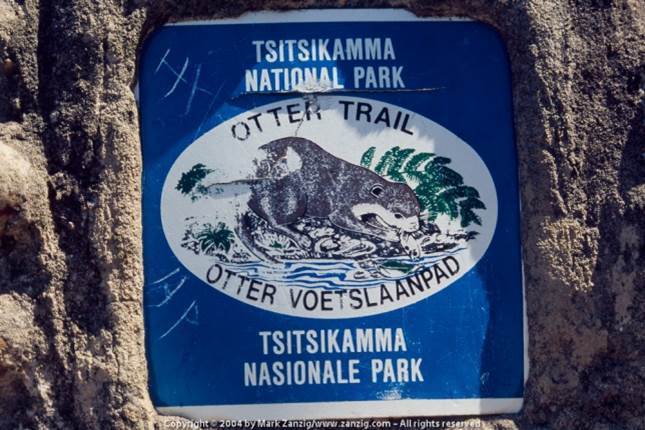 TSITSIKAMMA
NATIONAL PARK
OTTER TRAIL
OTTER VOETSLAANPAD
TSITSIKAMMA
NASIONALE PARK
Copyright © 2004 by Mark Zanzig/www.zanzig.com – All rights reserved